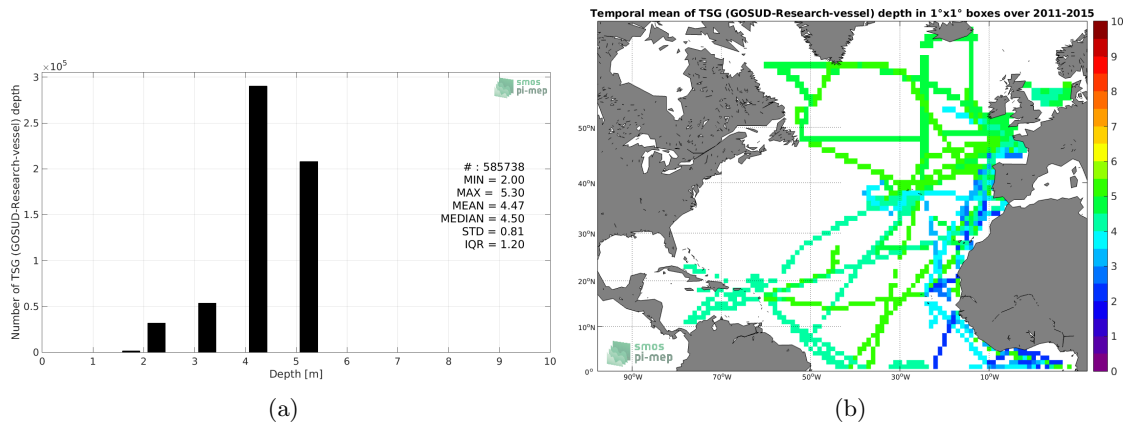 ×10⁵
3
2.5
2
1.5
1
0.5
0
Number of TSG (GOSUD-Research-vessel) depth
smos
pi-mep
# : 585738
MIN = 2.00
MAX = 5.30
MEAN = 4.47
MEDIAN = 4.50
STD = 0.81
IQR = 1.20
0 1 2 3 4 5 6 7 8 9 10
Depth [m]
(a)
Temporal mean of TSG (GOSUD-Research-vessel) depth in 1°x1° boxes over 2011-2015
50°N
40°N
30°N
20°N
10°N
0°
90°W 70°W 50°W 30°W 10°W
smos
pi-mep
10
9
8
7
6
5
4
3
2
1
0
(b)